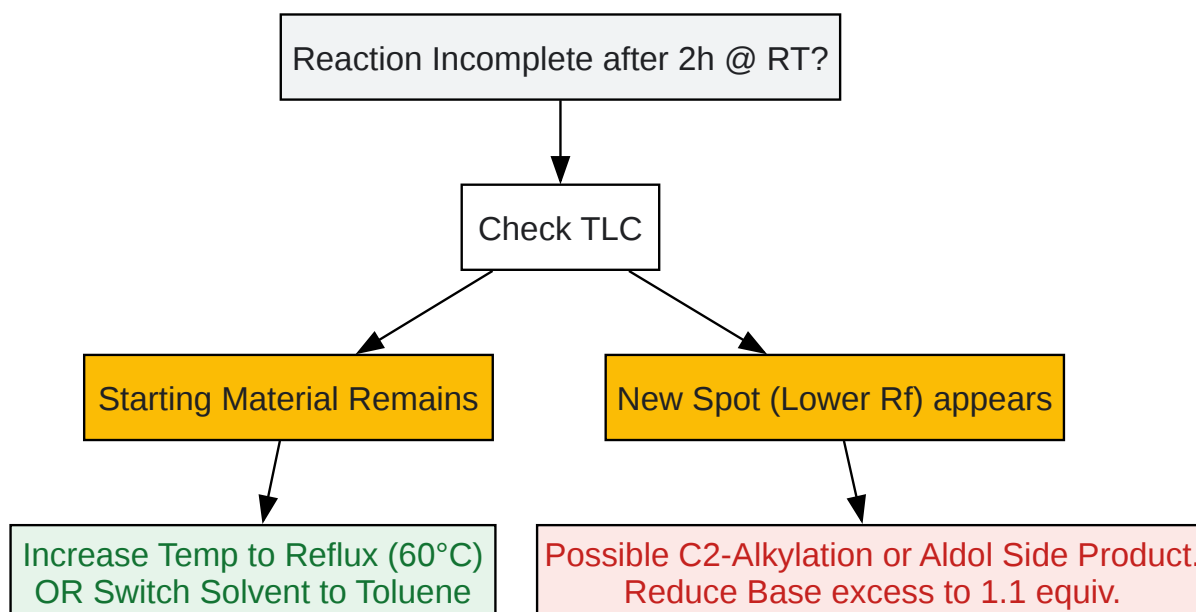 Reaction Incomplete after 2h @ RT?
Check TLC
Starting Material Remains
New Spot (Lower Rf) appears
Increase Temp to Reflux (60°C)
OR Switch Solvent to Toluene
Possible C2-Alkylation or Aldol Side Product.
Reduce Base excess to 1.1 equiv.